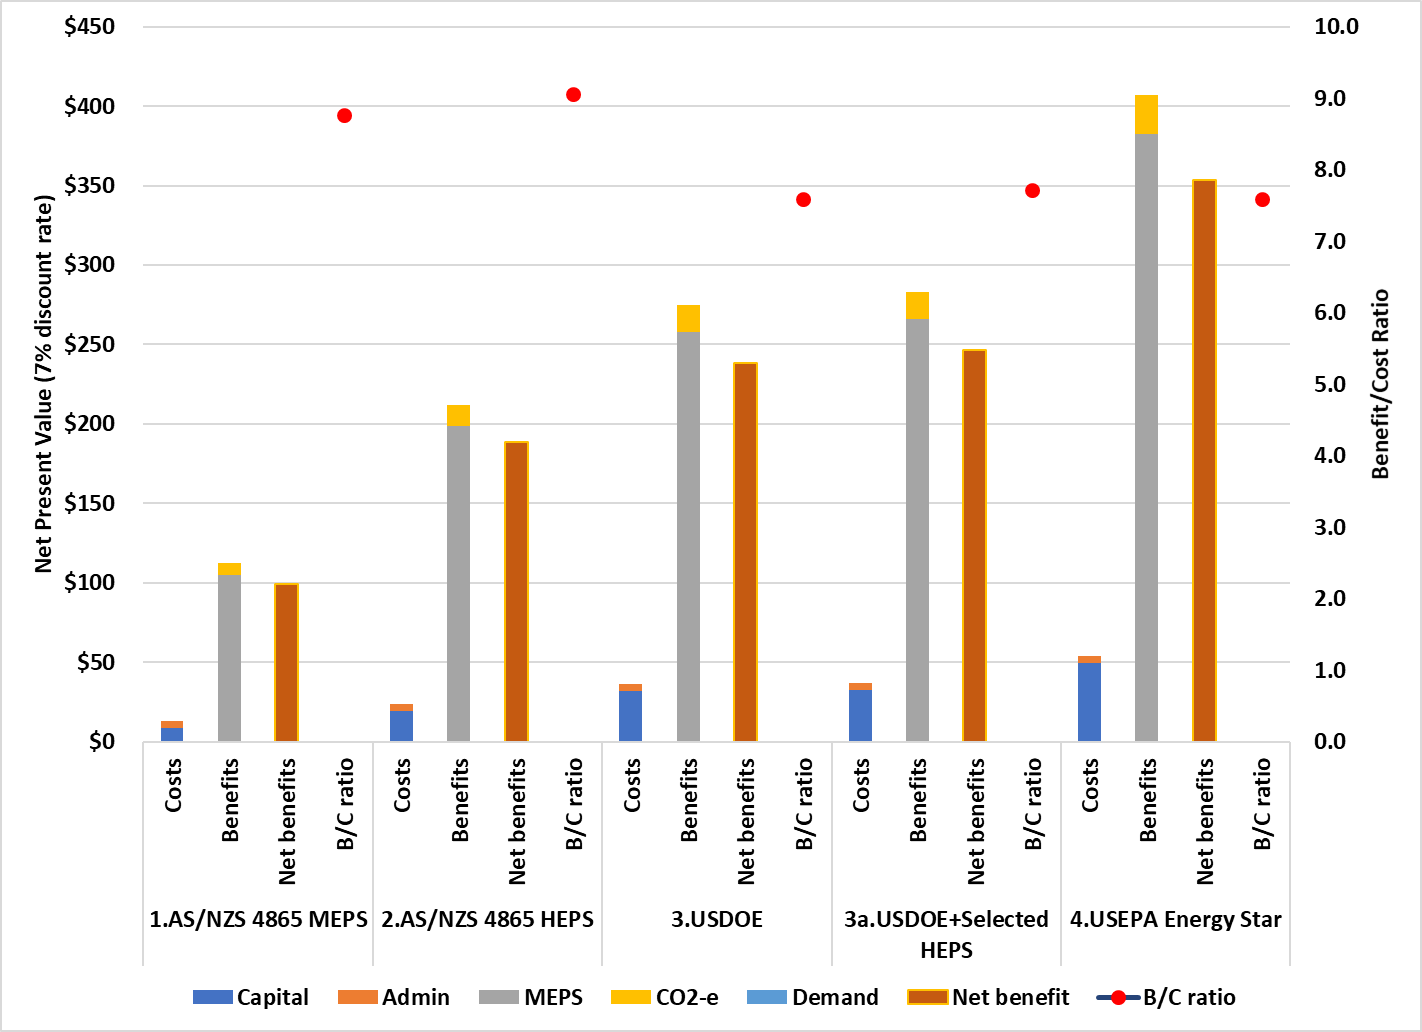 $450
$400
$350
$300
$250
$200
$150
$100
$50
$0
Net Present Value (7% discount rate)
10.0
9.0
8.0
7.0
6.0
5.0
4.0
3.0
2.0
1.0
0.0
Benefit/Cost Ratio
Costs
Benefits
Net benefits
B/C ratio
Costs
Benefits
Net benefits
B/C ratio
Costs
Benefits
Net benefits
B/C ratio
Costs
Benefits
Net benefits
B/C ratio
Costs
Benefits
Net benefits
B/C ratio
1.AS/NZS 4865 MEPS
2.AS/NZS 4865 HEPS
3.USDOE
3a.USDOE+Selected
HEPS
4.USEPA Energy Star
Capital
Admin
MEPS
CO2-e
Demand
Net benefit
B/C ratio